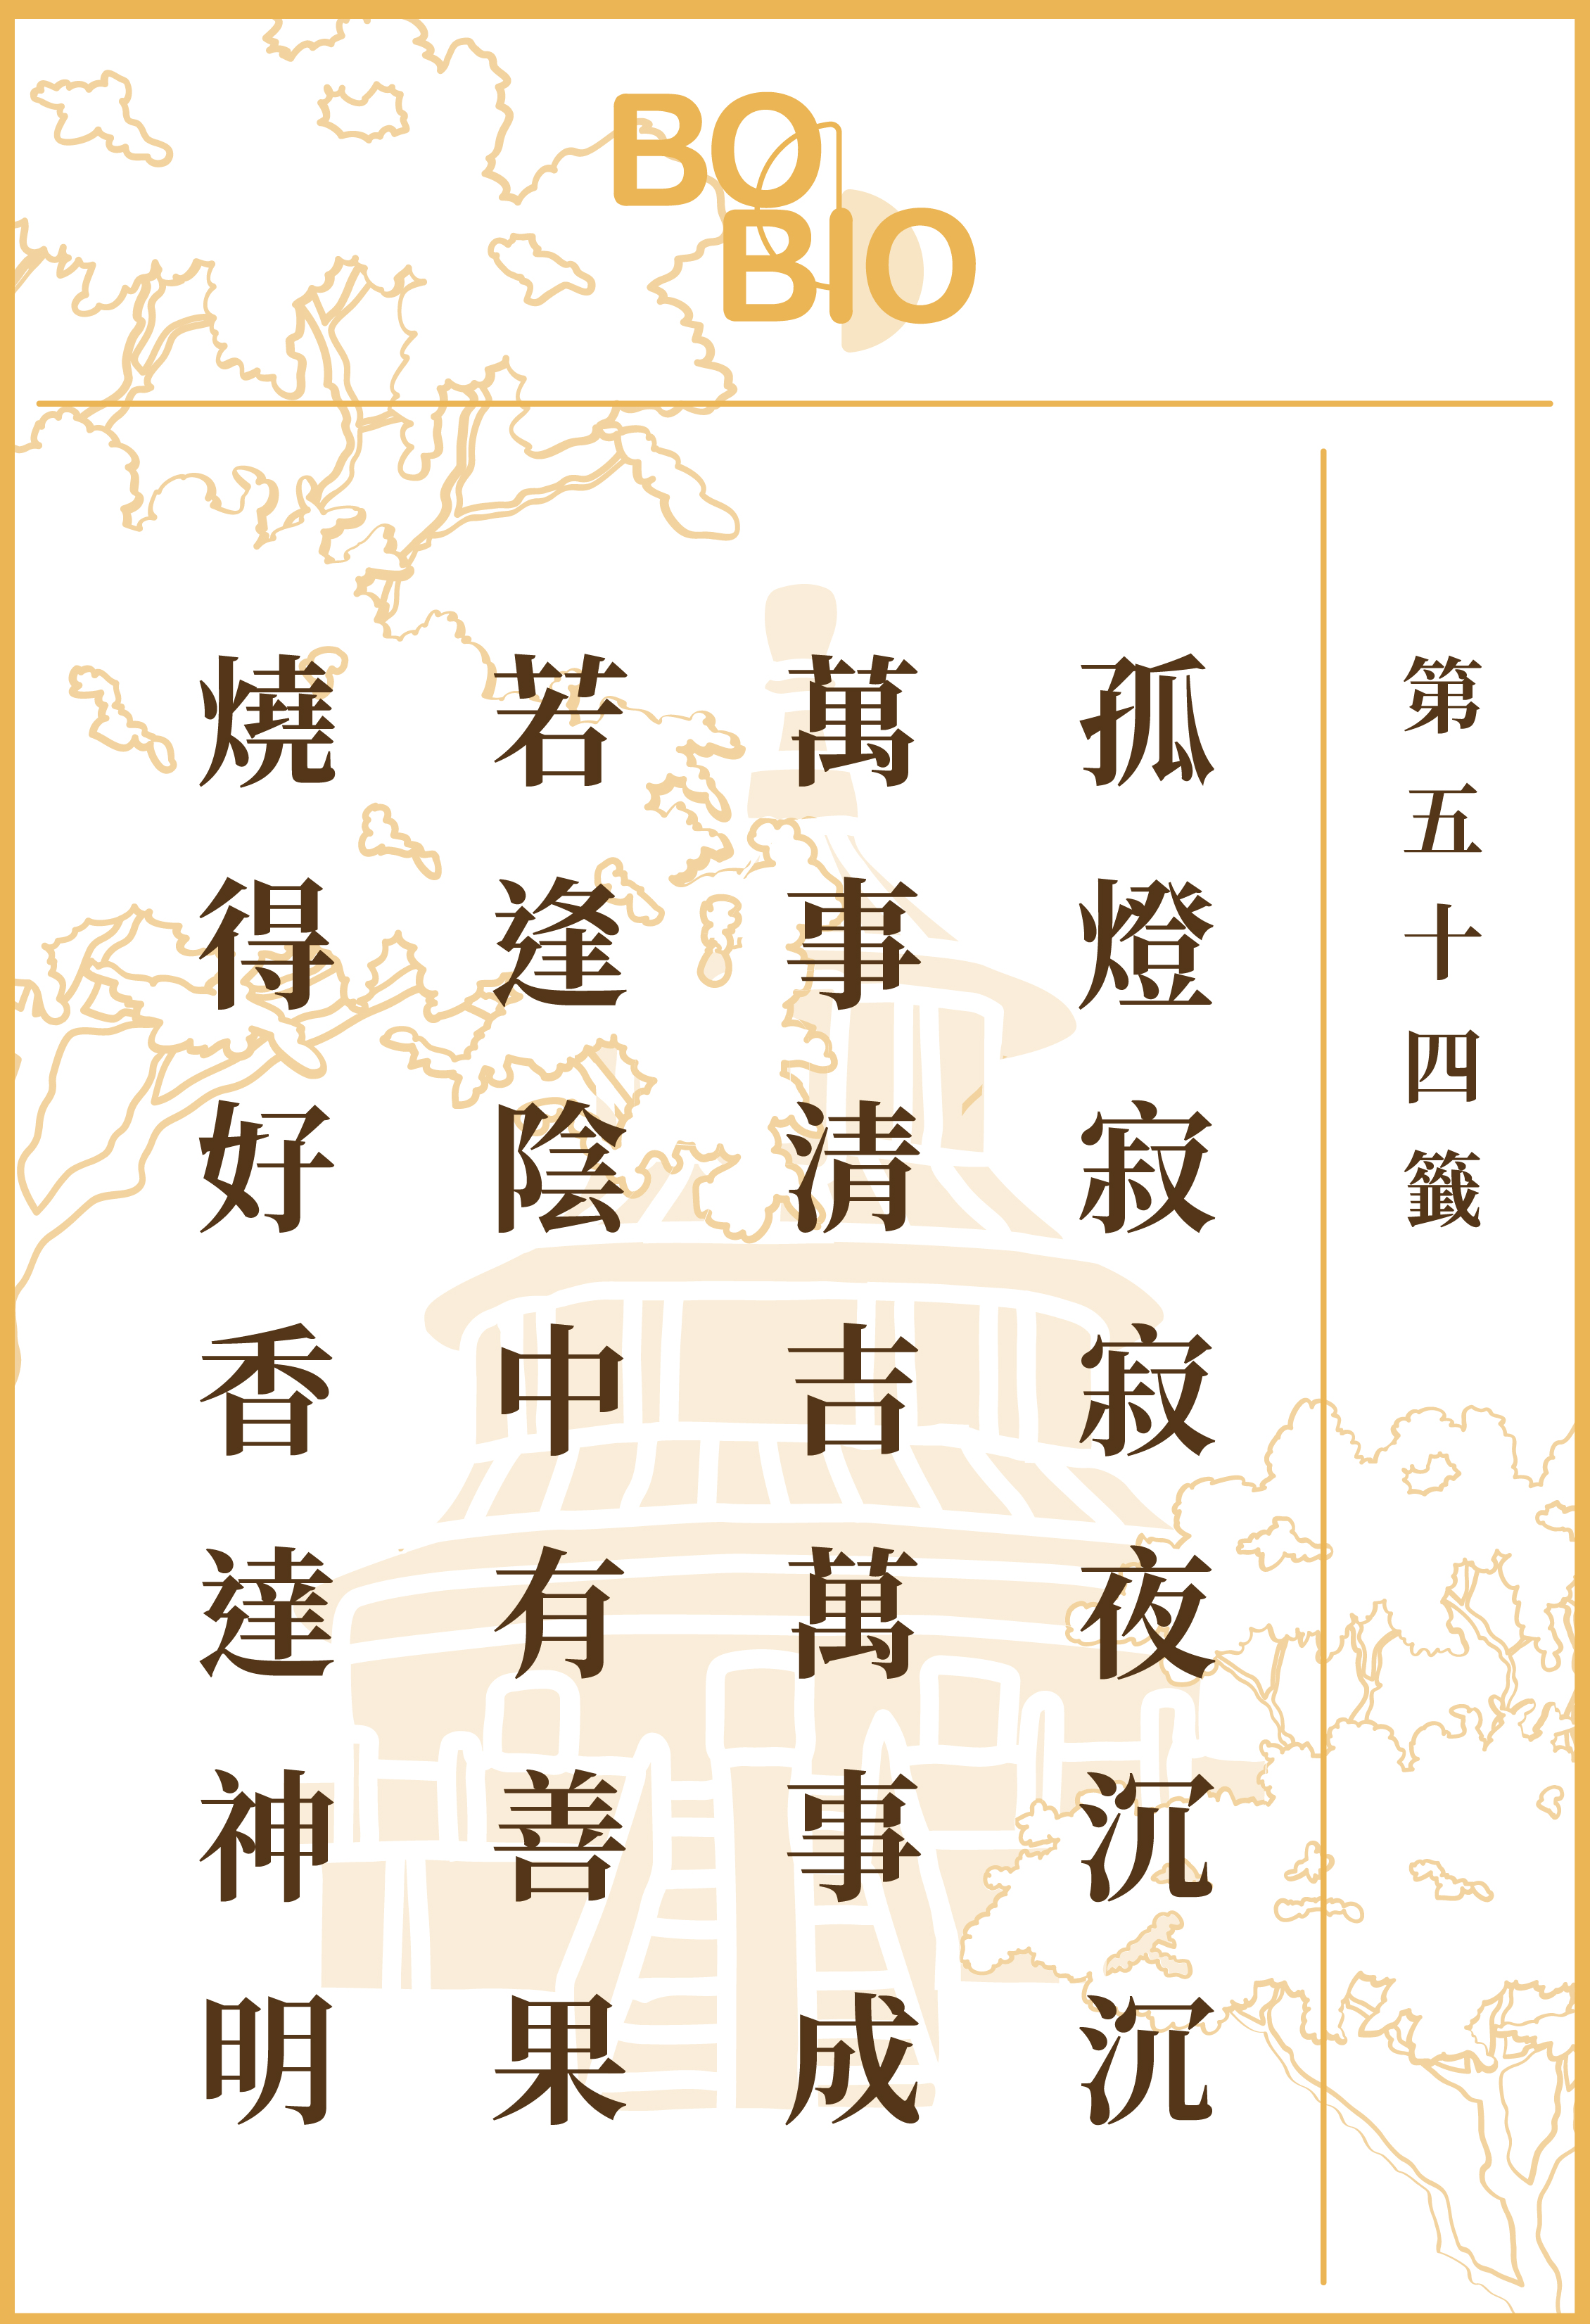 BO
BIO
第五十四籤
孤燈寂寂夜沉沉
萬事清吉萬事成
若逢陰中有善果
燒得好香達神明